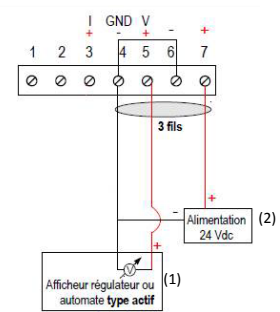 I GND V
+ - + - +
1 2 3 4 5 6 7
3 fils
+
-
Alimentation
24 Vdc
(2)
+
V
(1)
Afficheur régulateur ou
automate type actif